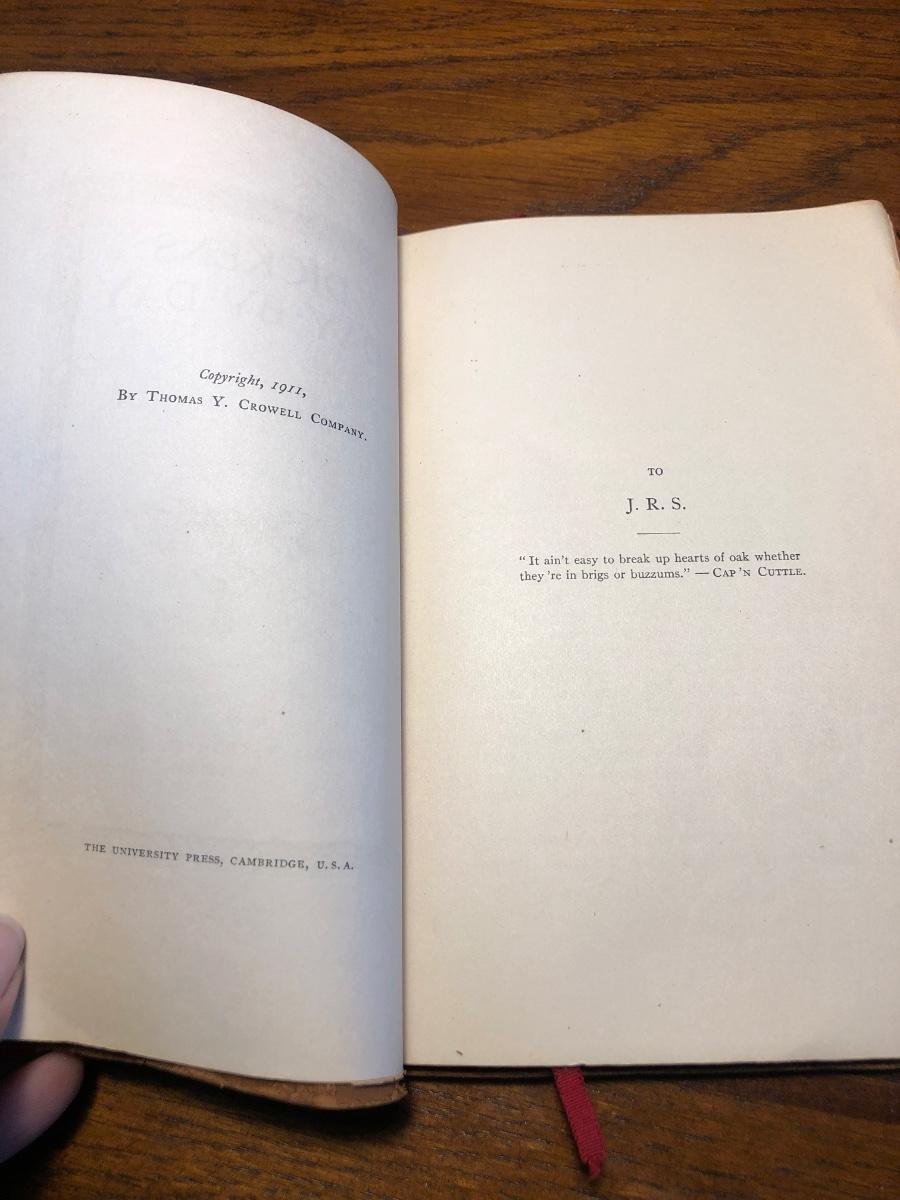 Copyright, 1911,
By Thomas Y. Crowell Company.
THE UNIVERSITY PRESS, CAMBRIDGE, U. S. A.
TO
J. R. S.
“ It ain't easy to break up hearts of oak whether
they 're in brigs or buzzums.” — Cap 'n Cuttle.